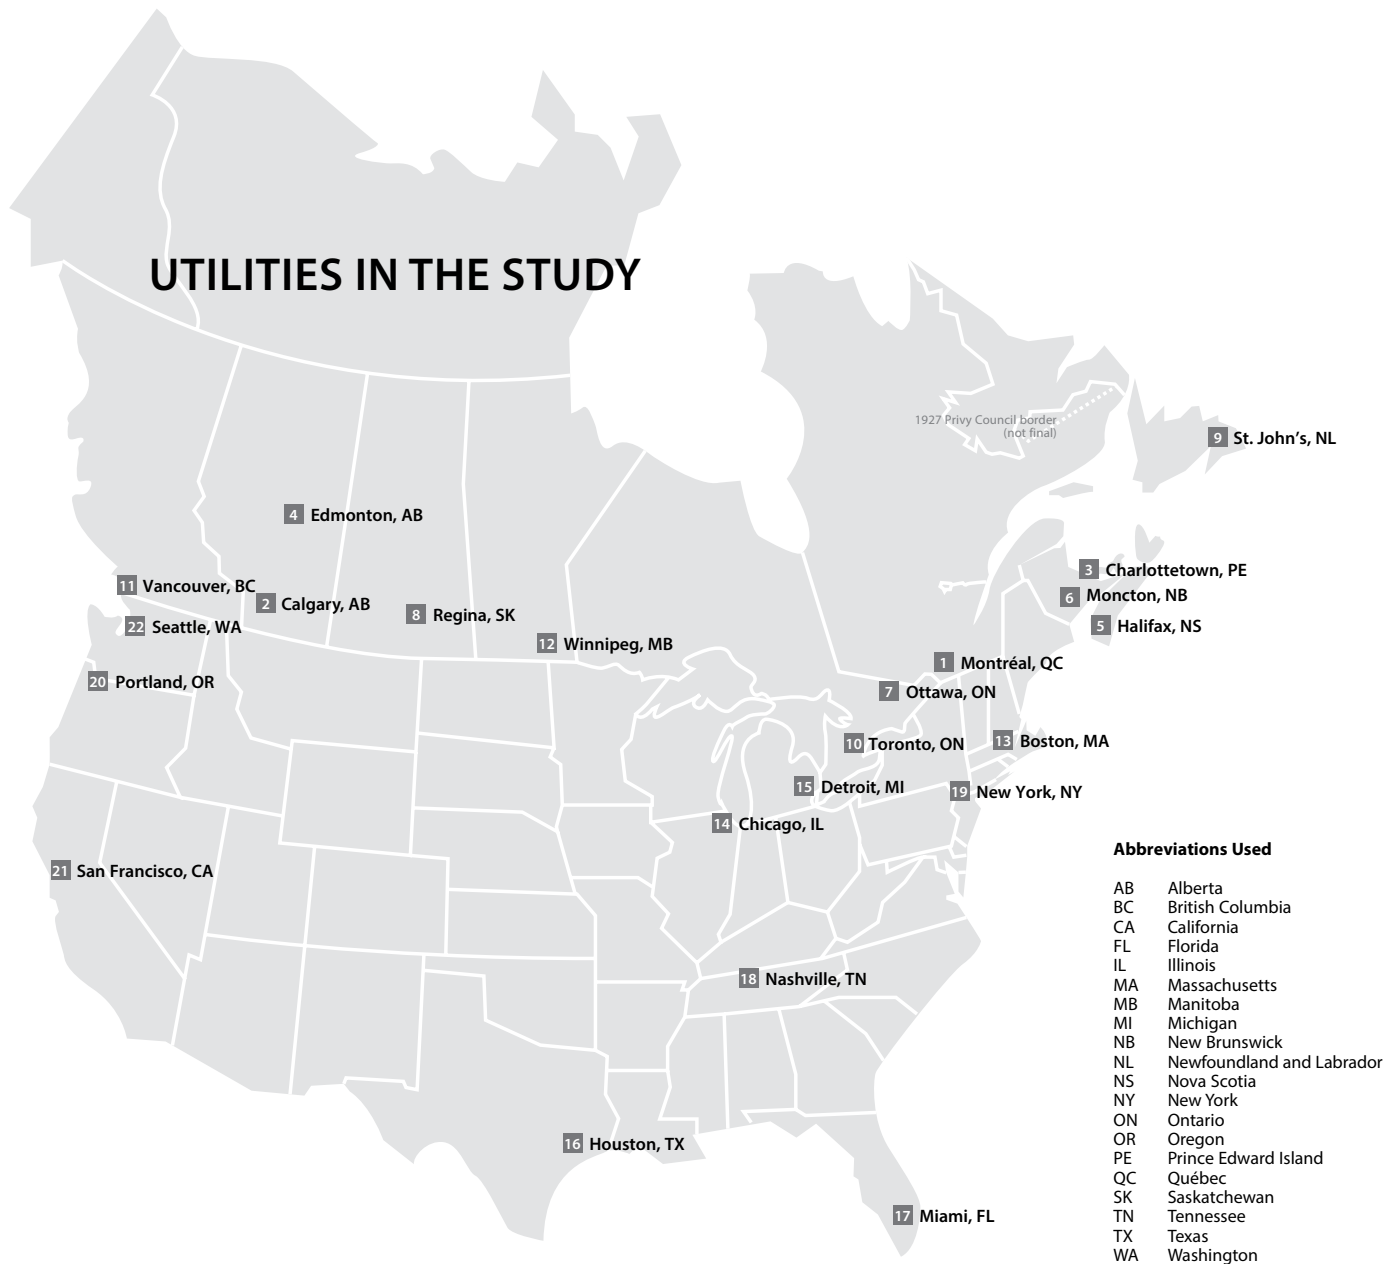 UTILITIES IN THE STUDY
1927 Privy Council border
(not final)
9 St. John’s, NL
4 Edmonton, AB
3 Charlottetown, PE
11 Vancouver, BC
6 Moncton, NB
2 Calgary, AB
8 Regina, SK
5 Halifax, NS
22 Seattle, WA
12 Winnipeg, MB
1 Montréal, QC
20 Portland, OR
7 Ottawa, ON
10 Toronto, ON
13 Boston, MA
15 Detroit, MI
19 New York, NY
14 Chicago, IL
21 San Francisco, CA
18 Nashville, TN
16 Houston, TX
17 Miami, FL
Abbreviations Used
AB Alberta
BC British Columbia
CA California
FL Florida
IL Illinois
MA Massachusetts
MB Manitoba
MI Michigan
NB New Brunswick
NL Newfoundland and Labrador
NS Nova Scotia
NY New York
ON Ontario
OR Oregon
PE Prince Edward Island
QC Québec
SK Saskatchewan
TN Tennessee
TX Texas
WA Washington